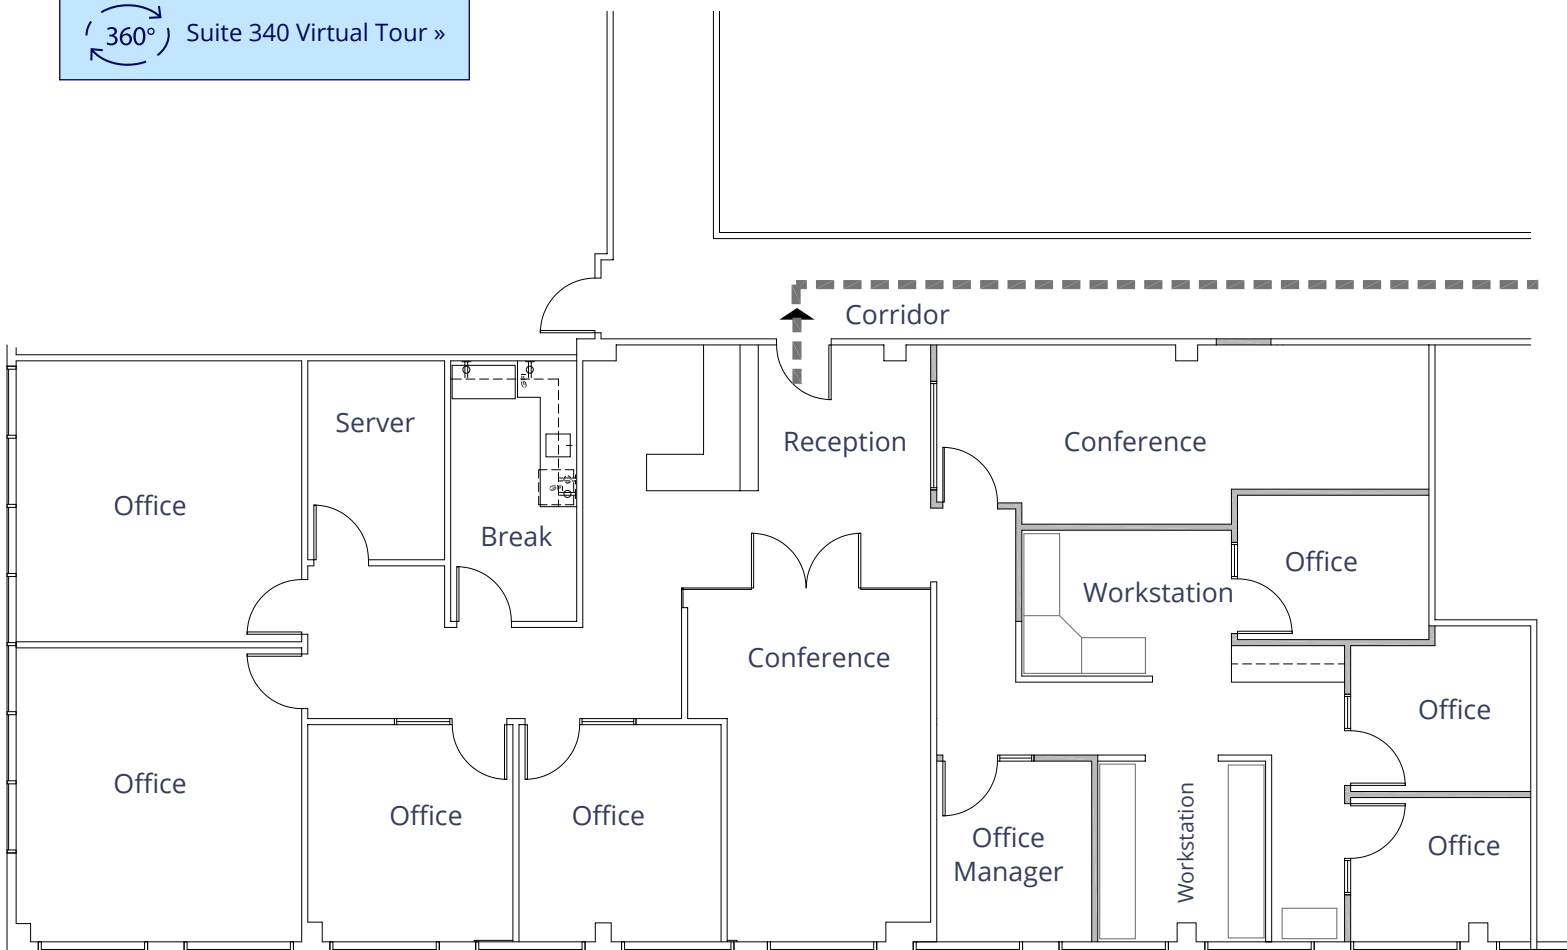 360°
Suite 340 Virtual Tour »
Corridor
Server
Reception
Conference
Office
Break
Office
Workstation
Conference
Office
Office
Office
Office
Office
Manager
Workstation
Office